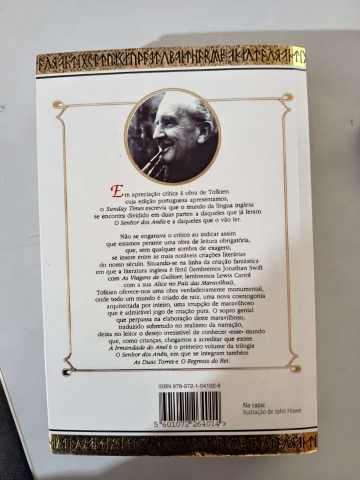 Em apreciação crítica à obra de Tolkien
cuja edição portuguesa apresentamos,
o Sunday Times escrevia que o mundo da língua inglesa
se encontra dividido em duas partes: a daqueles que já leram
O Senhor dos Anéis e a daqueles que o vão ler.
Não se enganava o crítico ao indicar assim
que estamos perante uma obra de leitura obrigatória,
que, sem qualquer sombra de exagero,
se insere entre as mais notáveis criações literárias
do nosso século. Situando-se na linha da criação fantástica
em que a literatura inglesa é fértil (lembremos Jonathan Swift
com As Viagens de Gulliver, lembremos Lewis Carrol
com a sua Alice no País das Maravilhas),
Tolkien oferece-nos uma obra verdadeiramente monumental,
onde todo um mundo é criado de raiz, uma nova cosmogonia
arquitectada por inteiro, uma irrupção de maravilhoso
que é admirável jogo de criação pura. O sopro genial
que perpassa na elaboração deste maravilhoso,
traduzido sobretudo no realismo da narração,
deixa no leitor o desejo irresistível de conhecer «esse» mundo
que, como crianças, chegamos a acreditar que existe.
A Irmandade do Anel é o primeiro volume da trilogia
O Senhor dos Anéis, em que se integram também
As Duas Torres e O Regresso do Rei.
ISBN 978-972-1-04102-8
5 601072 264014 >
Na capa:
Ilustração de John Howe